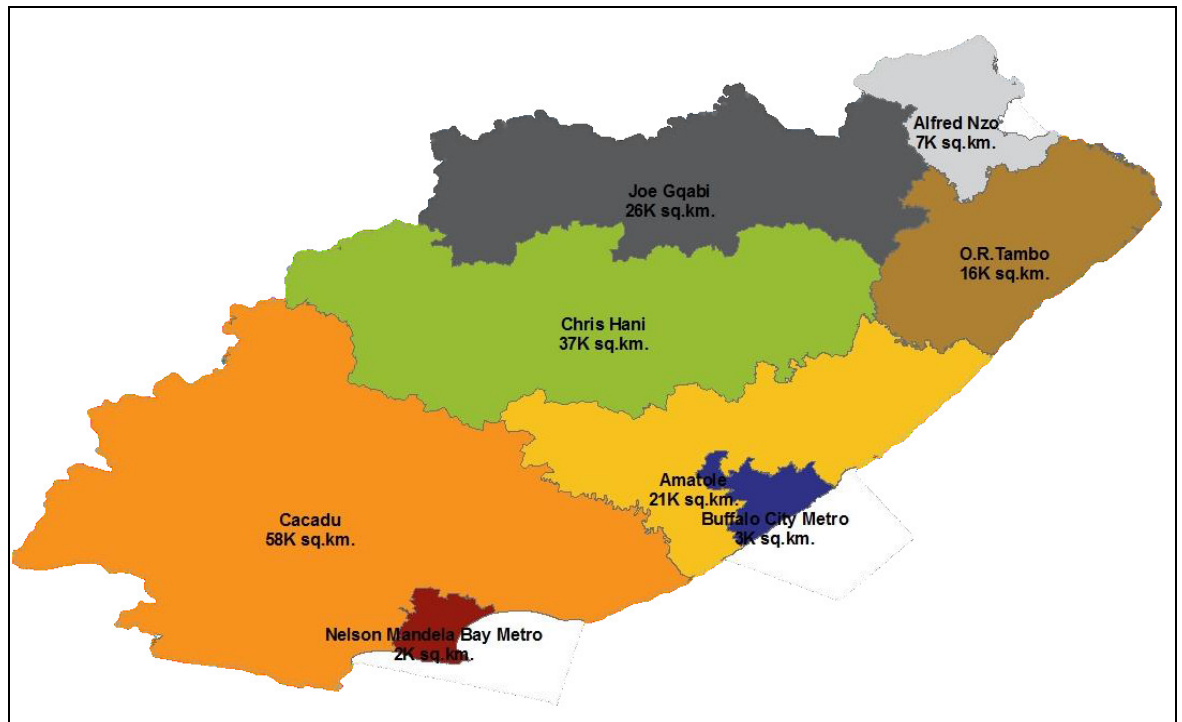 Alfred Nzo
7K sq.km.
Joe Gqabi
26K sq.km.
O.R.Tambo
16K sq.km.
Chris Hani
37K sq.km.
Amatole
21K sq.km.
Buffalo City Metro
3K sq.km.
Cacadu
58K sq.km.
Nelson Mandela Bay Metro
2K sq.km.